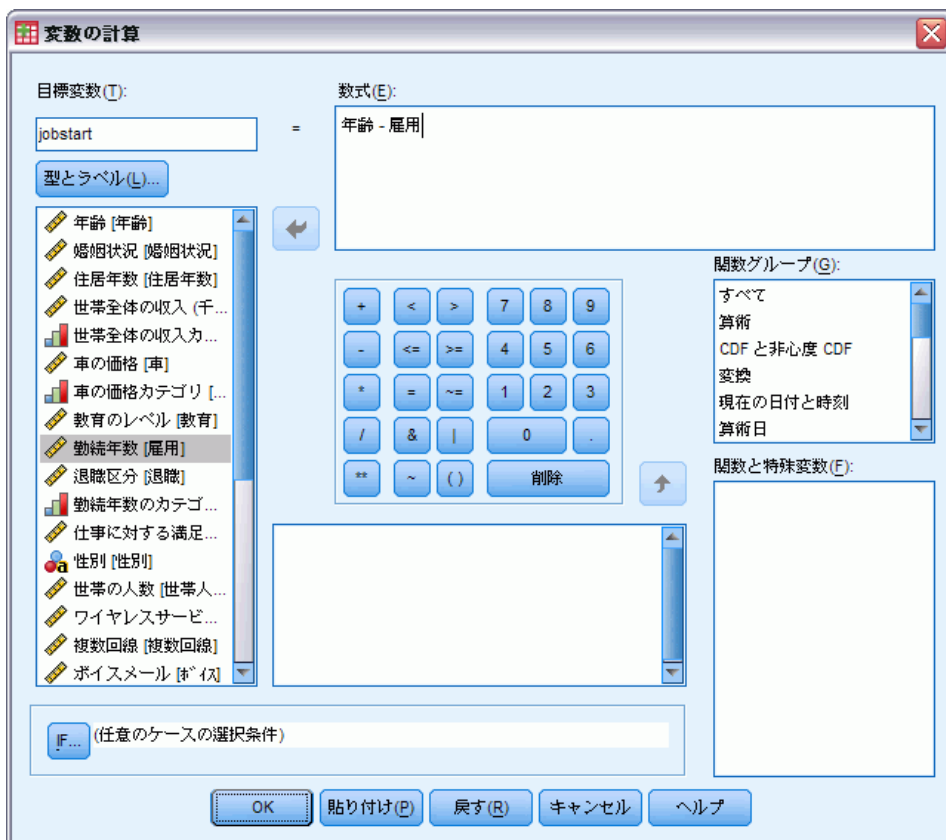 変数の計算
目標変数(T):
jobstart
=
数式(E):
年齢 - 雇用
型とラベル(L)...
年齢 [年齢]
婚姻状況 [婚姻状況]
住居年数 [住居年数]
世帯全体の収入 (千...
世帯全体の収入カ...
車の価格 [車]
車の価格カテゴリ [...
教育のレベル [教育]
勤続年数 [雇用]
退職区分 [退職]
勤続年数のカテゴ...
仕事に対する満足...
性別 [性別]
世帯の人数 [世帯人...
ワイヤレスサービ...
複数回線 [複数回線]
ボイスメール [ボイス]
+ < > 7 8 9
- <= >= 4 5 6
* = ~= 1 2 3
/ & | 0 .
** ~ ( ) 削除
関数グループ(G):
すべて
算術
CDF と非心度 CDF
変換
現在の日付と時刻
算術日
関数と特殊変数(F):
IF... (任意のケースの選択条件)
OK 貼り付け(P) 戻す(R) キャンセル ヘルプ